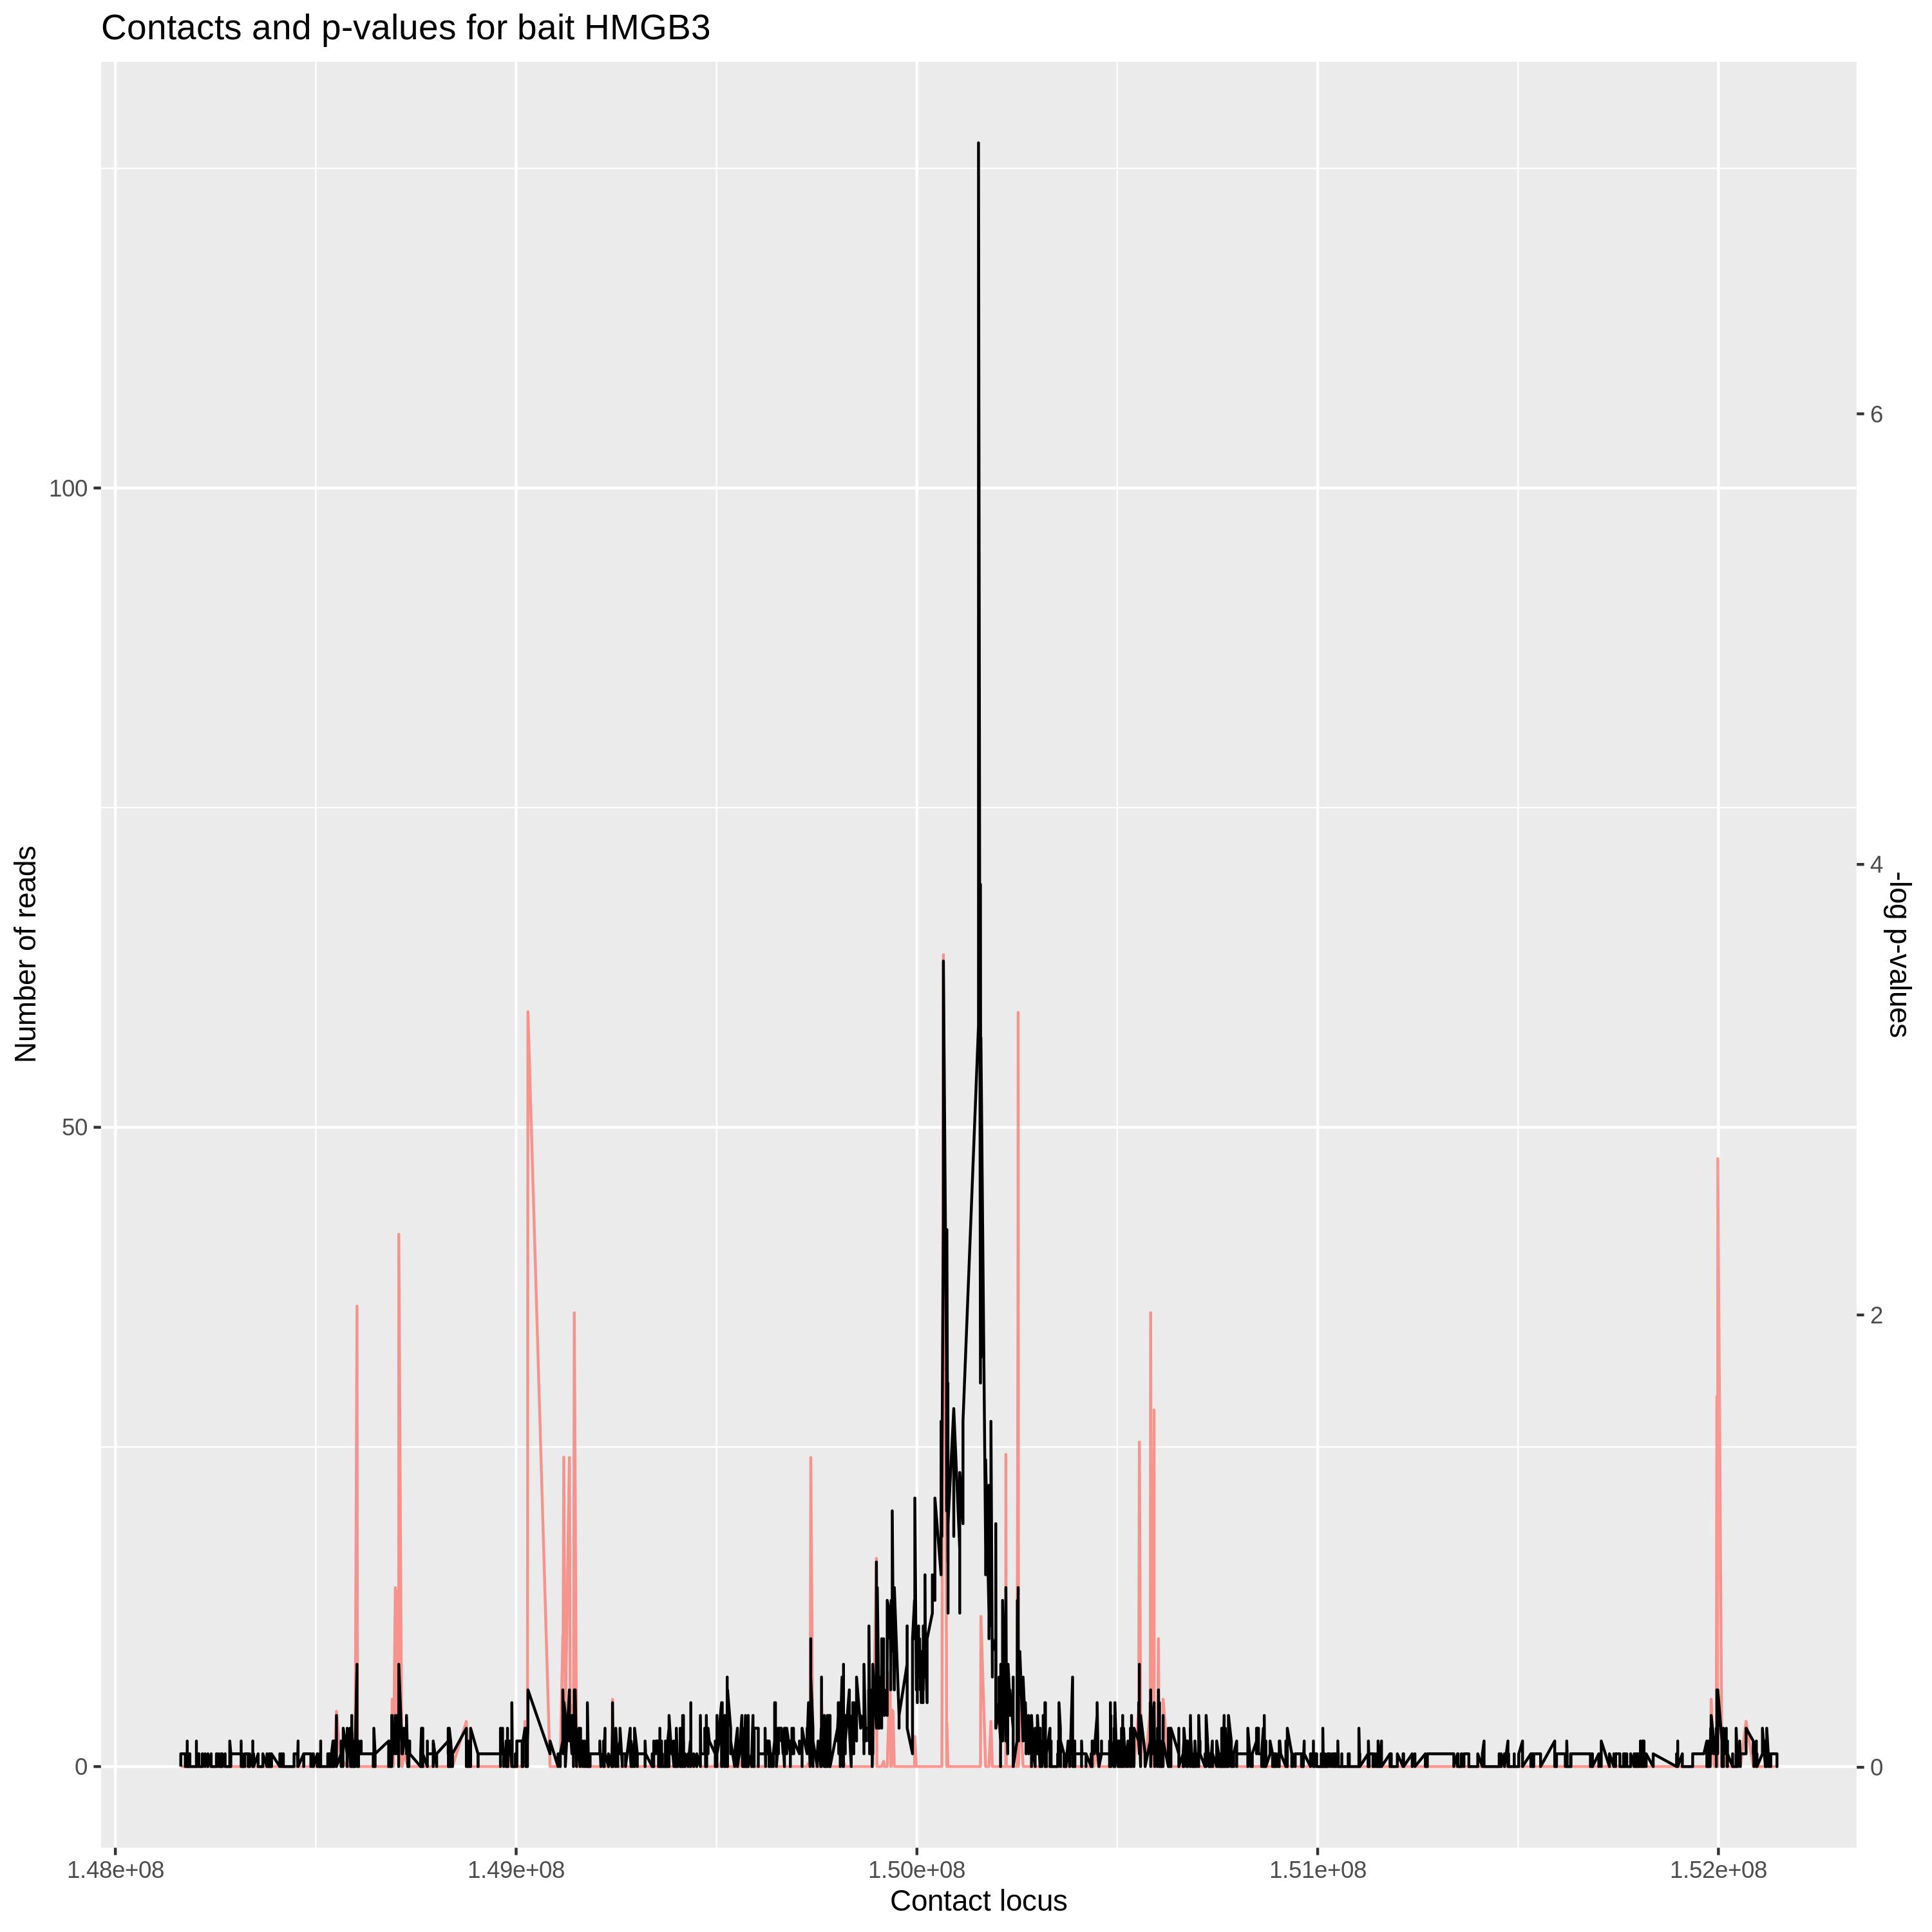 Contacts and p-values for bait HMGB3
Number of reads
100
50
0
6
4
2
0
-log p-values
1.48e+08
1.49e+08
1.50e+08
1.51e+08
1.52e+08
Contact locus